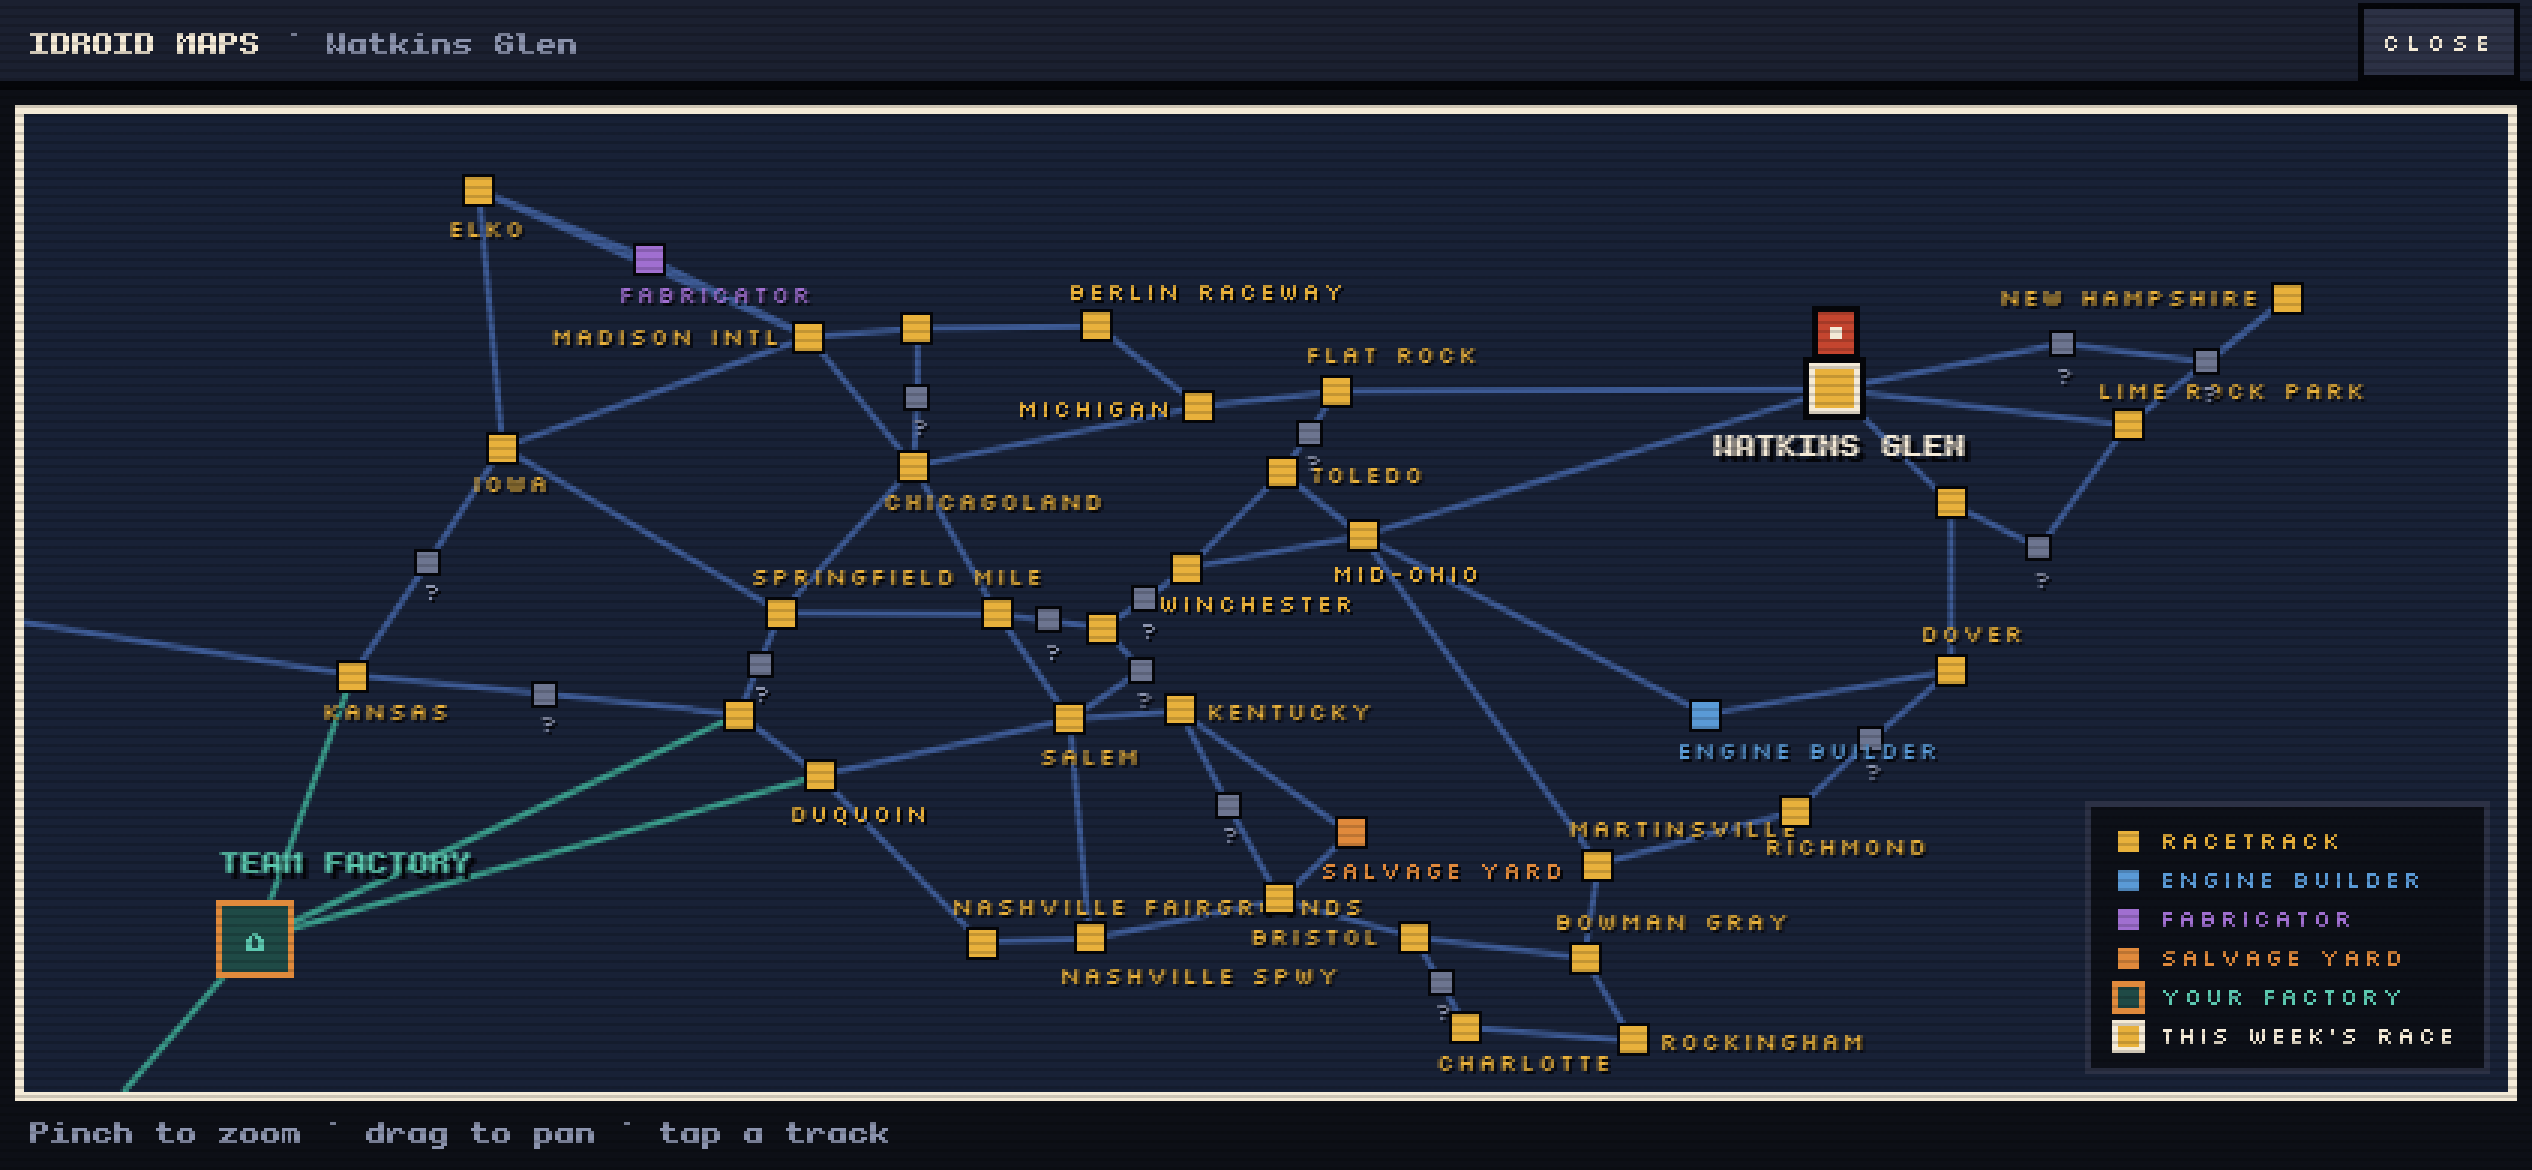 IDROID MAPS · Watkins Glen
CLOSE
ELKO
FABRICATOR
MADISON INTL
BERLIN RACEWAY
NEW HAMPSHIRE
FLAT ROCK
?
LIME ROCK PARK
?
MICHIGAN
?
WATKINS GLEN
?
TOLEDO
IOWA
CHICAGOLAND
MID-OHIO
SPRINGFIELD MILE
?
?
WINCHESTER
?
?
DOVER
?
?
KANSAS
?
KENTUCKY
ENGINE BUILDER
SALEM
?
DUQUOIN
?
MARTINSVILLE
RICHMOND
TEAM FACTORY
SALVAGE YARD
NASHVILLE FAIRGROUNDS
BOWMAN GRAY
BRISTOL
NASHVILLE SPWY
?
ROCKINGHAM
CHARLOTTE
RACETRACK
ENGINE BUILDER
FABRICATOR
SALVAGE YARD
YOUR FACTORY
THIS WEEK'S RACE
Pinch to zoom · drag to pan · tap a track